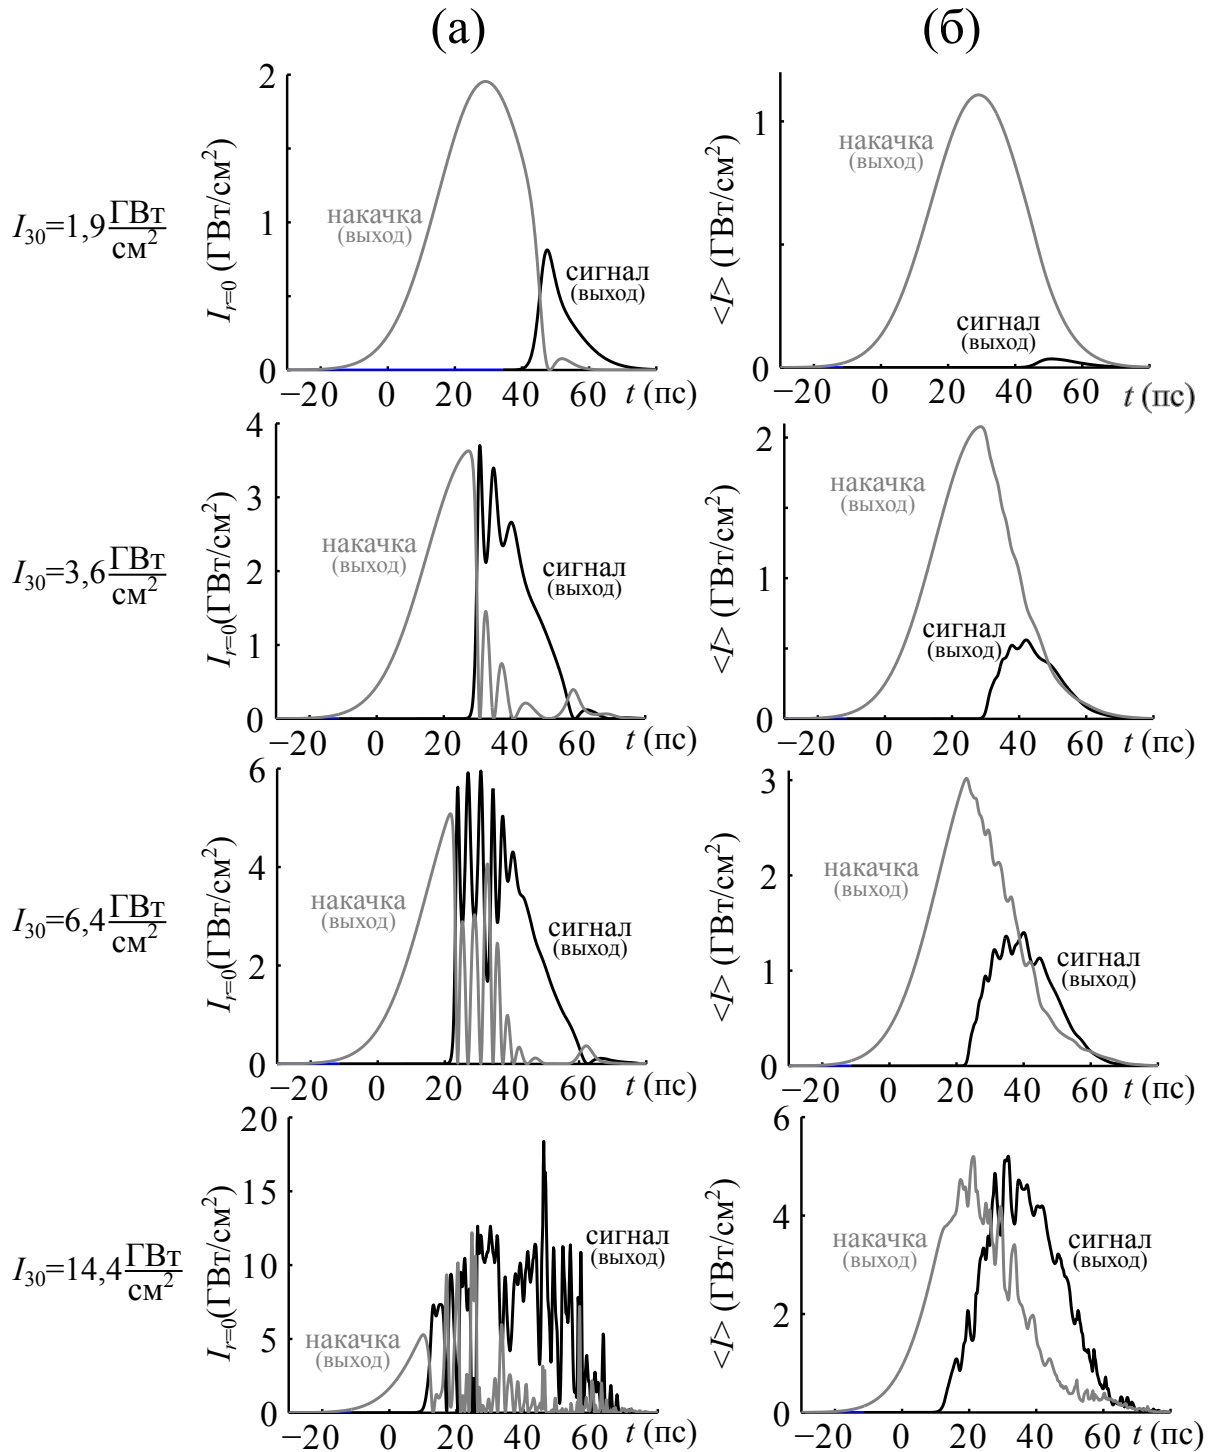 (а)
(б)
I₃₀=1,9 ГВт/см²
I_{r=0} (ГВт/см²)
2
1
0
накачка
(выход)
сигнал
(выход)
−20 0 20 40 60 t (пс)
<I> (ГВт/см²)
1
0
накачка
(выход)
сигнал
(выход)
−20 0 20 40 60 t (пс)
I₃₀=3,6 ГВт/см²
I_{r=0}(ГВт/см²)
4
3
2
1
0
накачка
(выход)
сигнал
(выход)
−20 0 20 40 60 t (пс)
<I> (ГВт/см²)
2
1
0
накачка
(выход)
сигнал
(выход)
−20 0 20 40 60 t (пс)
I₃₀=6,4 ГВт/см²
I_{r=0}(ГВт/см²)
6
4
2
0
накачка
(выход)
сигнал
(выход)
−20 0 20 40 60 t (пс)
<I> (ГВт/см²)
3
2
1
0
накачка
(выход)
сигнал
(выход)
−20 0 20 40 60 t (пс)
I₃₀=14,4 ГВт/см²
I_{r=0}(ГВт/см²)
20
15
10
5
0
накачка
(выход)
сигнал
(выход)
−20 0 20 40 60 t (пс)
<I> (ГВт/см²)
6
4
2
0
накачка
(выход)
сигнал
(выход)
−20 0 20 40 60 t (пс)